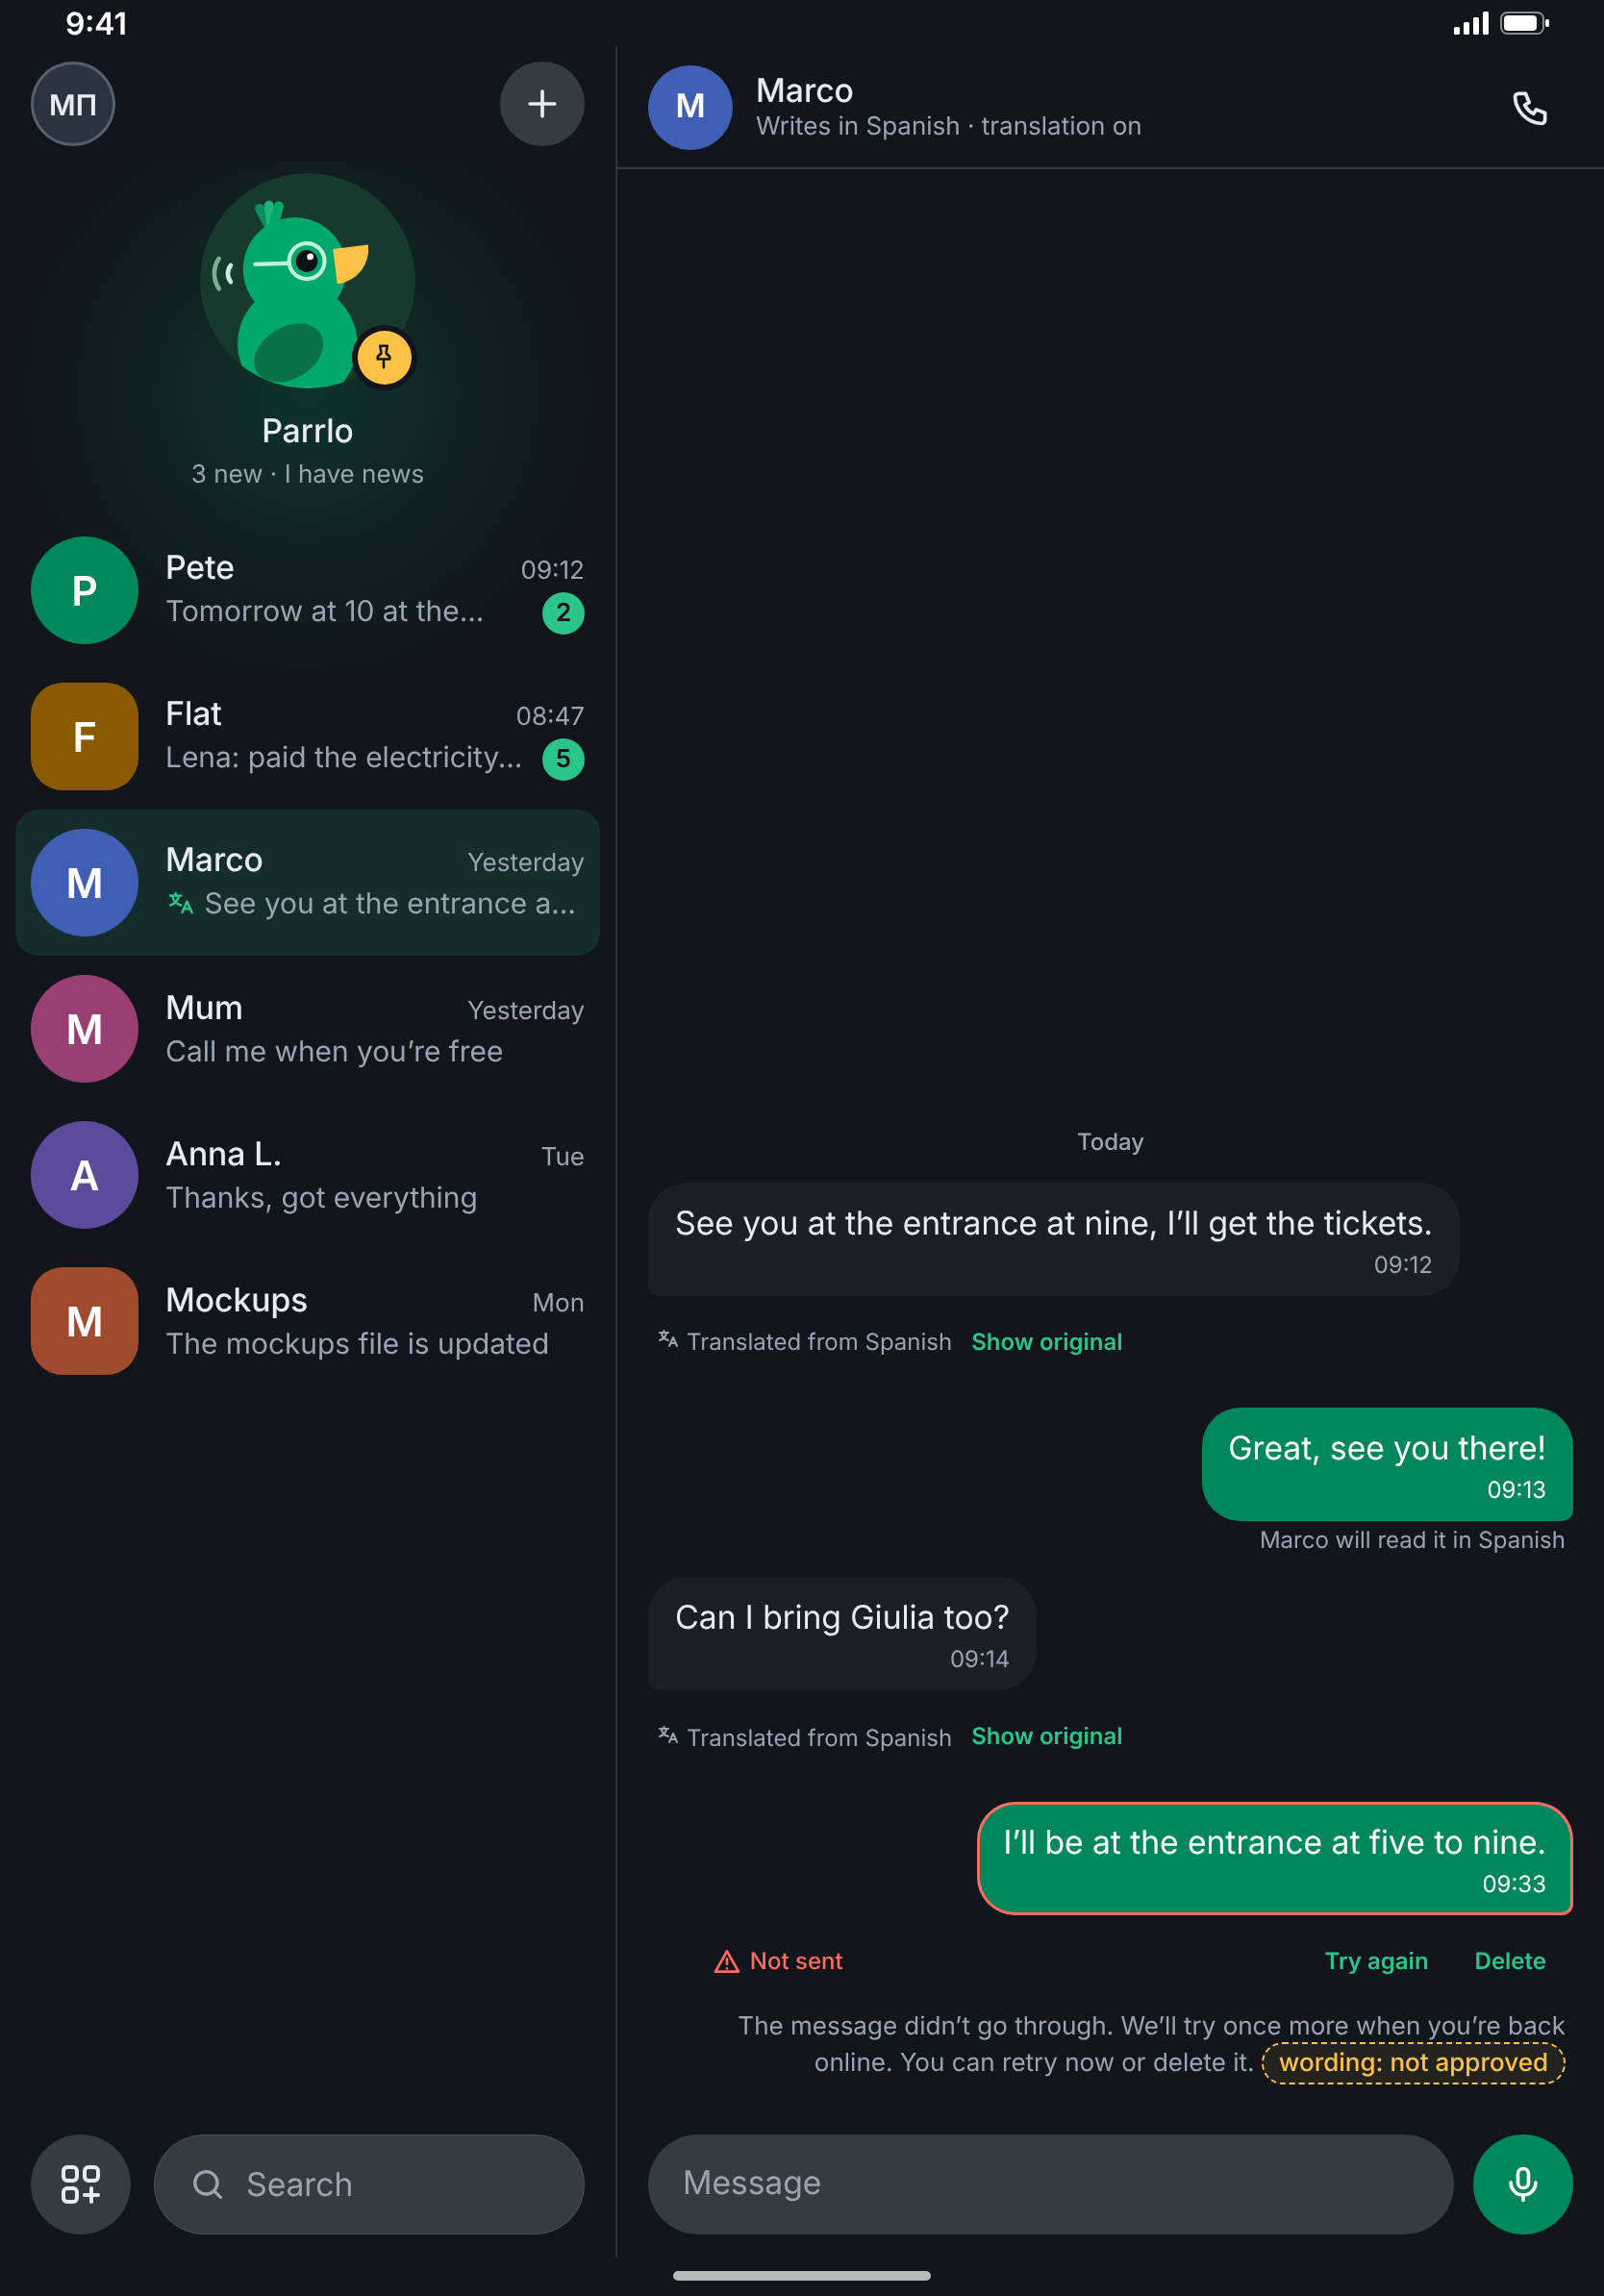 9:41
МП
Parrlo
3 new · I have news
P
Pete
09:12
Tomorrow at 10 at the...
2
F
Flat
08:47
Lena: paid the electricity...
5
M
Marco
Yesterday
See you at the entrance a...
M
Mum
Yesterday
Call me when you’re free
A
Anna L.
Tue
Thanks, got everything
M
Mockups
Mon
The mockups file is updated
Search
M
Marco
Writes in Spanish · translation on
Today
See you at the entrance at nine, I’ll get the tickets.
09:12
Translated from Spanish Show original
Great, see you there!
09:13
Marco will read it in Spanish
Can I bring Giulia too?
09:14
Translated from Spanish Show original
I’ll be at the entrance at five to nine.
09:33
Not sent Try again Delete
The message didn’t go through. We’ll try once more when you’re back
online. You can retry now or delete it. wording: not approved
Message